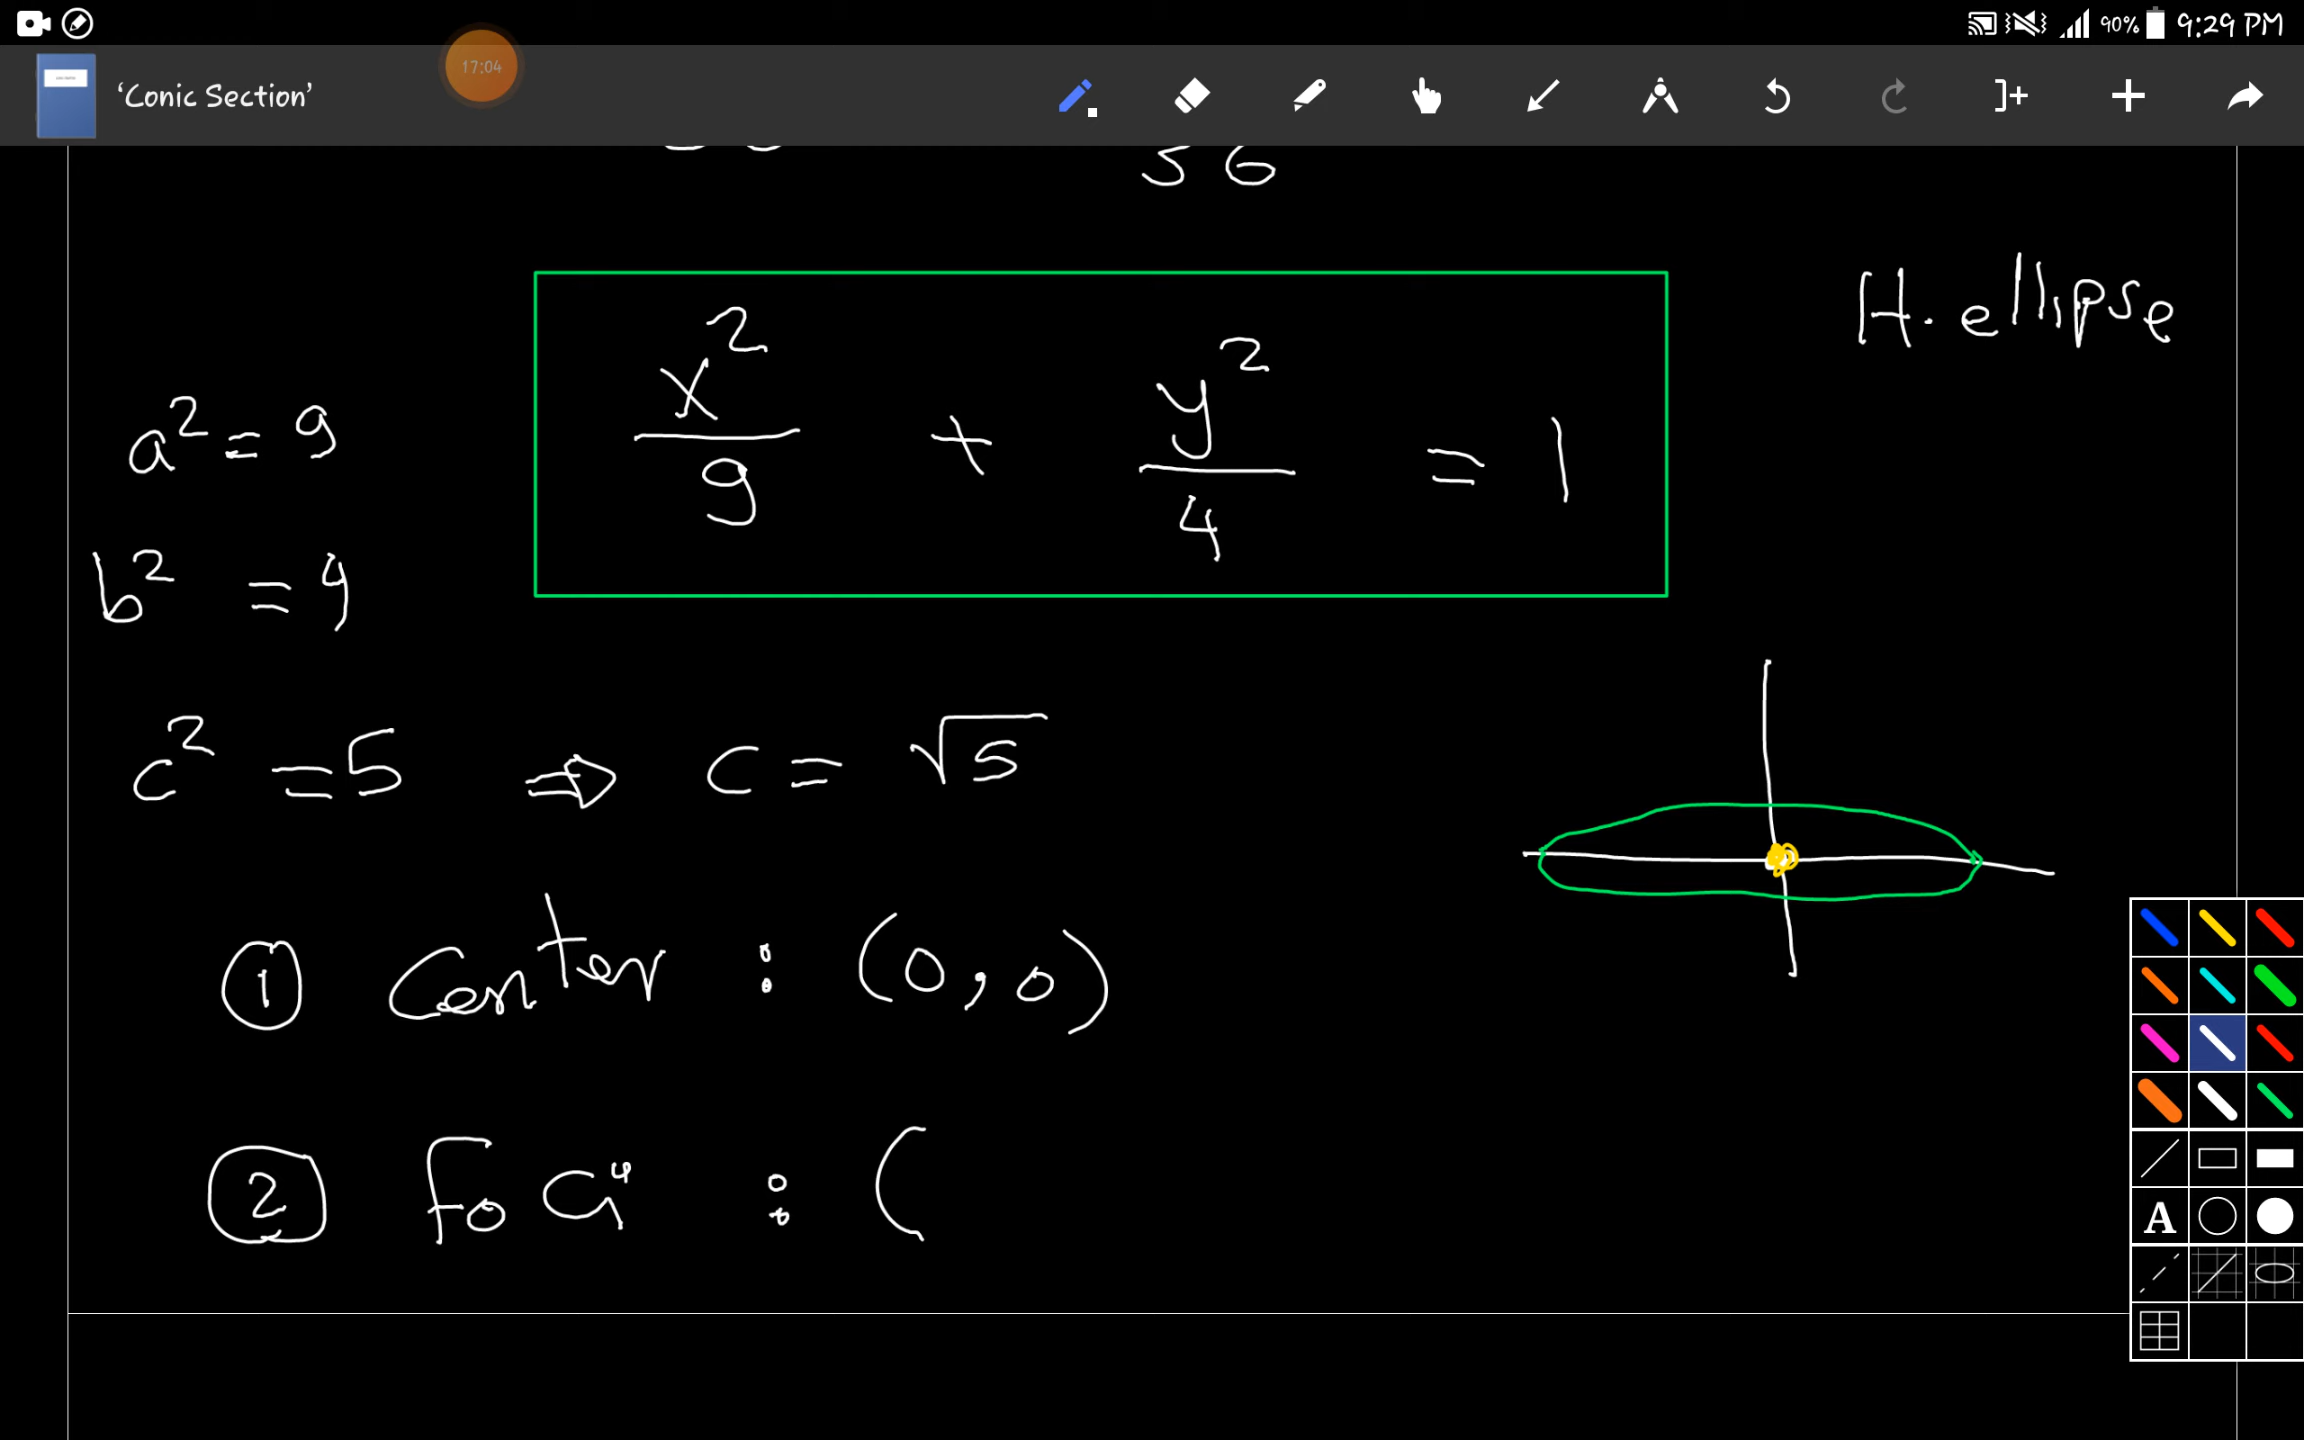 90% 9:29 PM
'Conic Section'
17:04
36
H. ellipse
x²/9 + y²/4 = 1
a² = 9
b² = 4
c² = 5 ⇒ c = √5
① Center : (0, 0)
② Foci : (
A